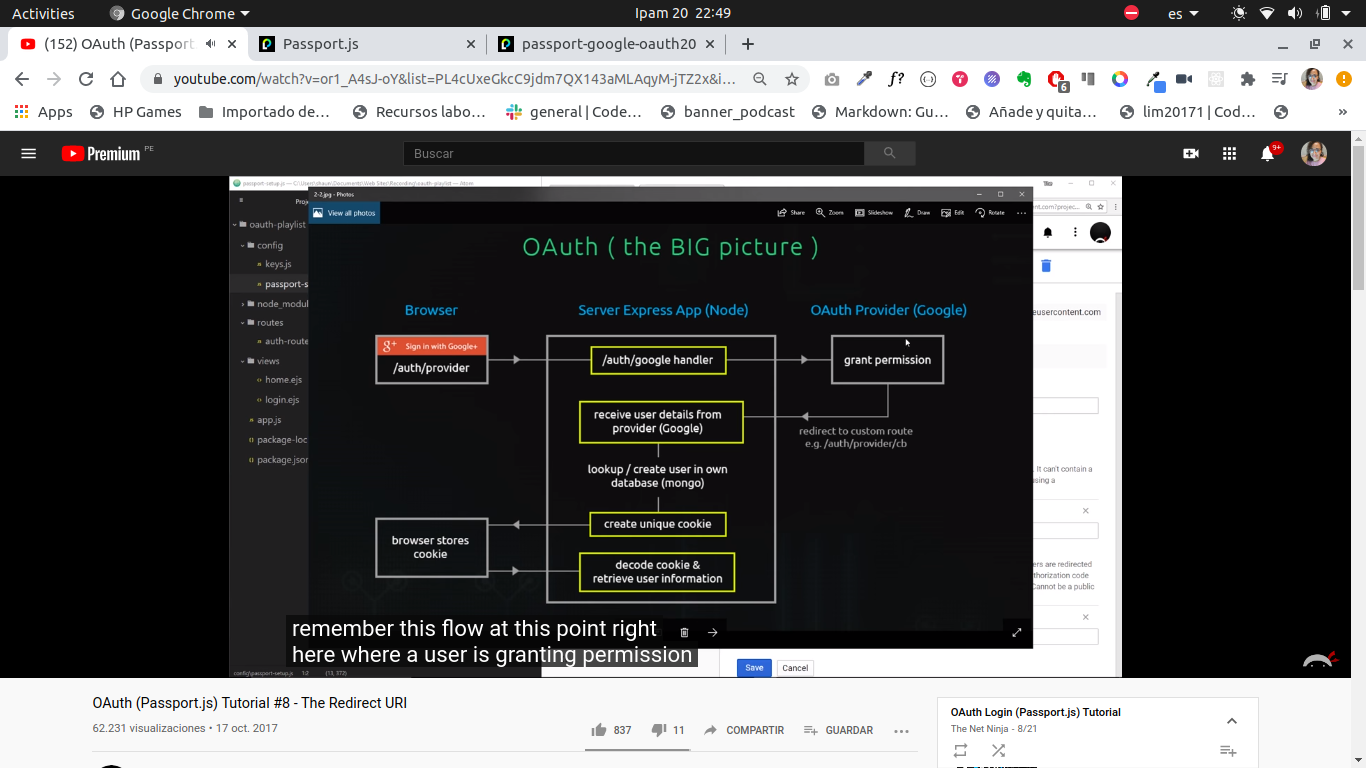 Activities
Google Chrome
Ipam 20 22:49
es
(152) OAuth (Passport
Passport.js
passport-google-oauth20
youtube.com/watch?v=or1_A4sJ-oY&list=PL4cUxeGkcC9jdm7QX143aMLAqyM-jTZ2x&i…
f?
6
Apps
HP Games
Importado de…
Recursos labo…
general | Code…
banner_podcast
Markdown: Gu…
Añade y quita…
lim20171 | Cod…
»
Premium PE
Buscar
9+
2-2.jpg - Photos
View all photos
Share
Zoom
Slideshow
Draw
Edit
Rotate
oauth-playlist
config
keys.js
passport-s
node_modul
routes
auth-route
views
home.ejs
login.ejs
app.js
package-loc
package.json
OAuth ( the BIG picture )
Browser
Server Express App (Node)
OAuth Provider (Google)
g+ Sign in with Google+
/auth/provider
/auth/google handler
grant permission
receive user details from
provider (Google)
redirect to custom route
e.g. /auth/provider/cb
lookup / create user in own
database (mongo)
create unique cookie
browser stores
cookie
decode cookie &
retrieve user information
eusercontent.com
. It can't contain a
using a
ers are redirected
thorization code
Cannot be a public
Save
Cancel
remember this flow at this point right
here where a user is granting permission
OAuth (Passport.js) Tutorial #8 - The Redirect URI
62.231 visualizaciones • 17 oct. 2017
837
11
COMPARTIR
GUARDAR
OAuth Login (Passport.js) Tutorial
The Net Ninja - 8/21